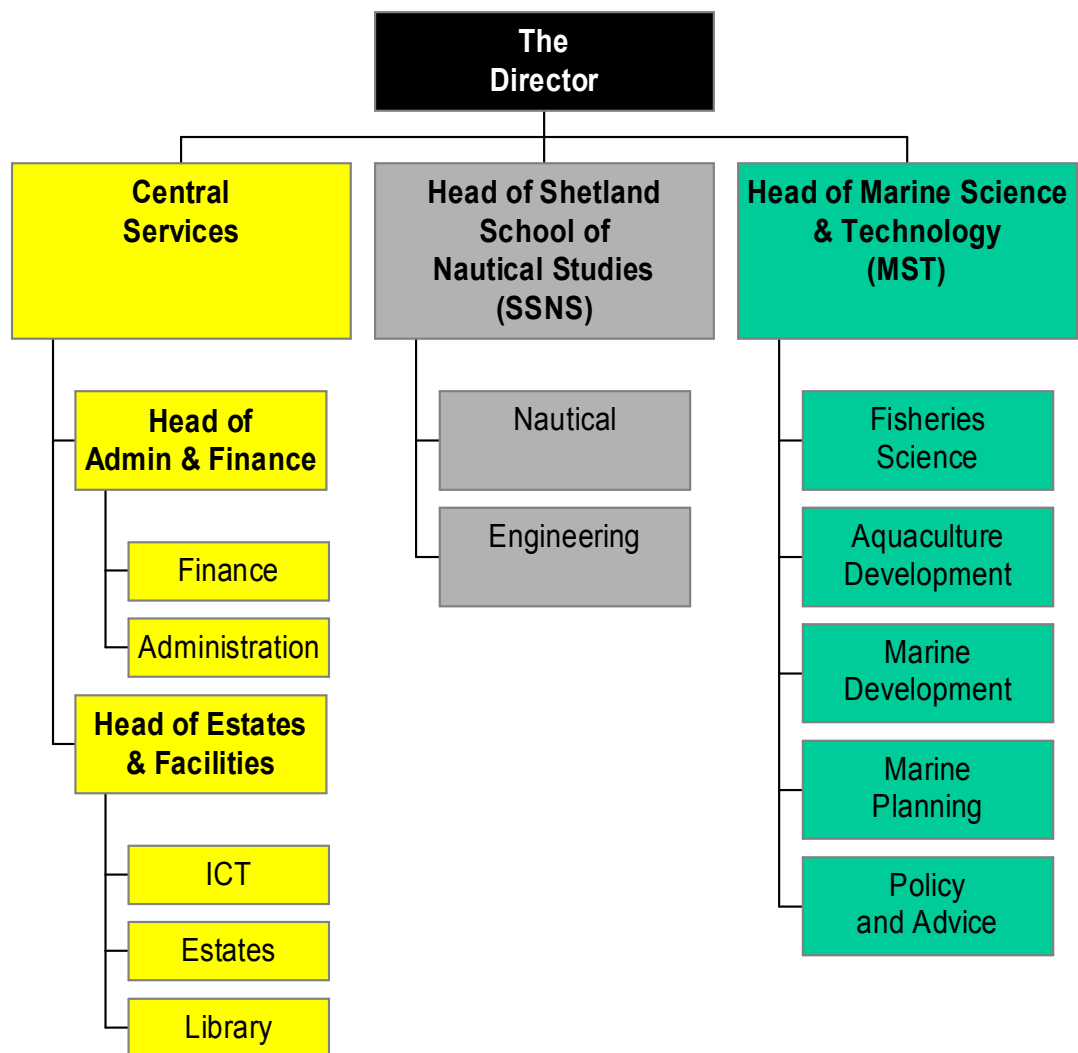 The
Director
Central
Services
Head of Shetland
School of
Nautical Studies
(SSNS)
Head of Marine Science
& Technology
(MST)
Head of
Admin & Finance
Finance
Administration
Head of Estates
& Facilities
ICT
Estates
Library
Nautical
Engineering
Fisheries
Science
Aquaculture
Development
Marine
Development
Marine
Planning
Policy
and Advice